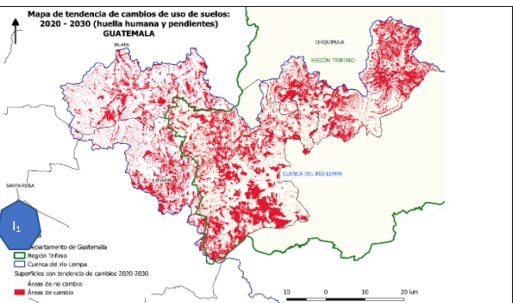 Mapa de tendencia de cambios de uso de suelos:
2020 - 2030 (huella humana y pendientes)
GUATEMALA
JALAPA
CHIQUIMULA
REGIÓN TRIFINIO
CUENCA DEL RÍO LEMPA
JUTIAPA
SANTA ROSA
I1
Departamento de Guatemala
Región Trifinio
Cuenca del río Lempa
Superficies con tendencia de cambios 2020-2030
Áreas de no cambio
Áreas de cambio
10 0 10 20 km